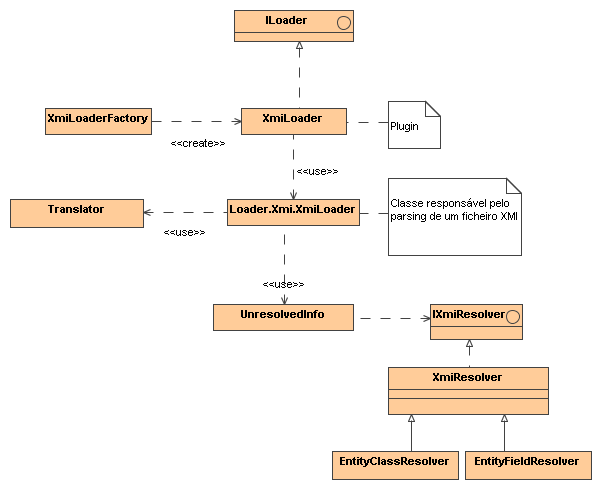 ILoader
XmiLoaderFactory
XmiLoader
Plugin
<<create>>
<<use>>
Classe responsável pelo
parsing de um ficheiro XMI
Translator
Loader.Xmi.XmiLoader
<<use>>
<<use>>
UnresolvedInfo
IXmiResolver
XmiResolver
EntityClassResolver
EntityFieldResolver